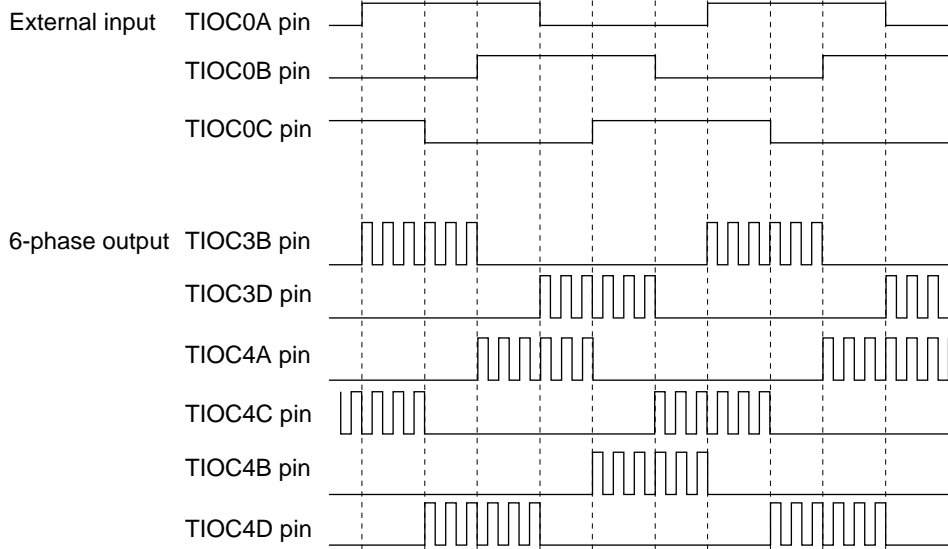 External input TIOC0A pin
TIOC0B pin
TIOC0C pin
6-phase output TIOC3B pin
TIOC3D pin
TIOC4A pin
TIOC4C pin
TIOC4B pin
TIOC4D pin